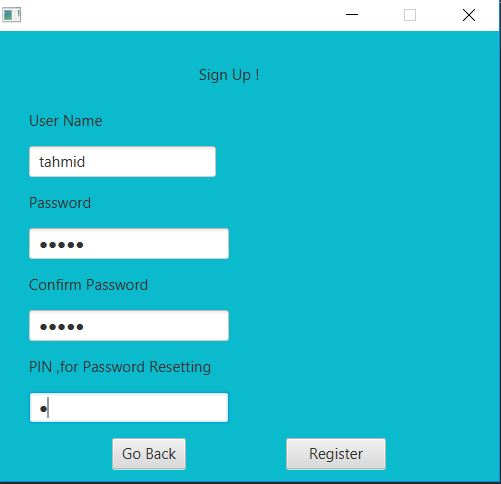 Sign Up !
User Name
tahmid
Password
●●●●●
Confirm Password
●●●●●
PIN ,for Password Resetting
●
Go Back
Register